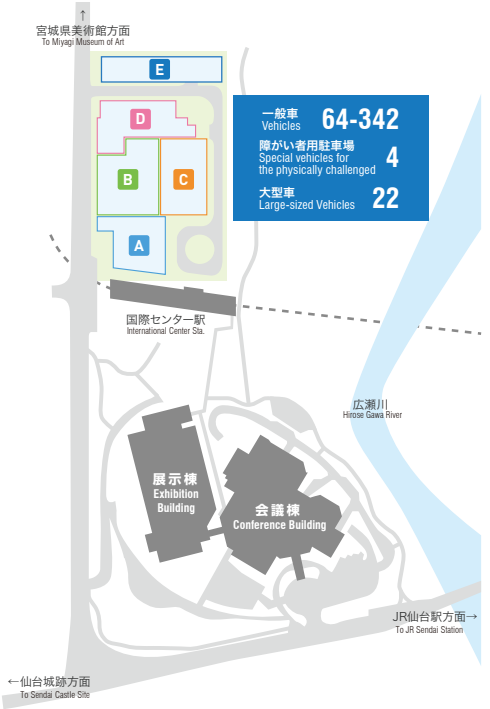 ↑
宮城県美術館方面
To Miyagi Museum of Art
E
D
B
C
A
一般車
Vehicles
64-342
障がい者用駐車場
Special vehicles for
the physically challenged
4
大型車
Large-sized Vehicles
22
国際センター駅
International Center Sta.
広瀬川
Hirose Gawa River
展示棟
Exhibition
Building
会議棟
Conference Building
JR仙台駅方面→
To JR Sendai Station
←仙台城跡方面
To Sendai Castle Site